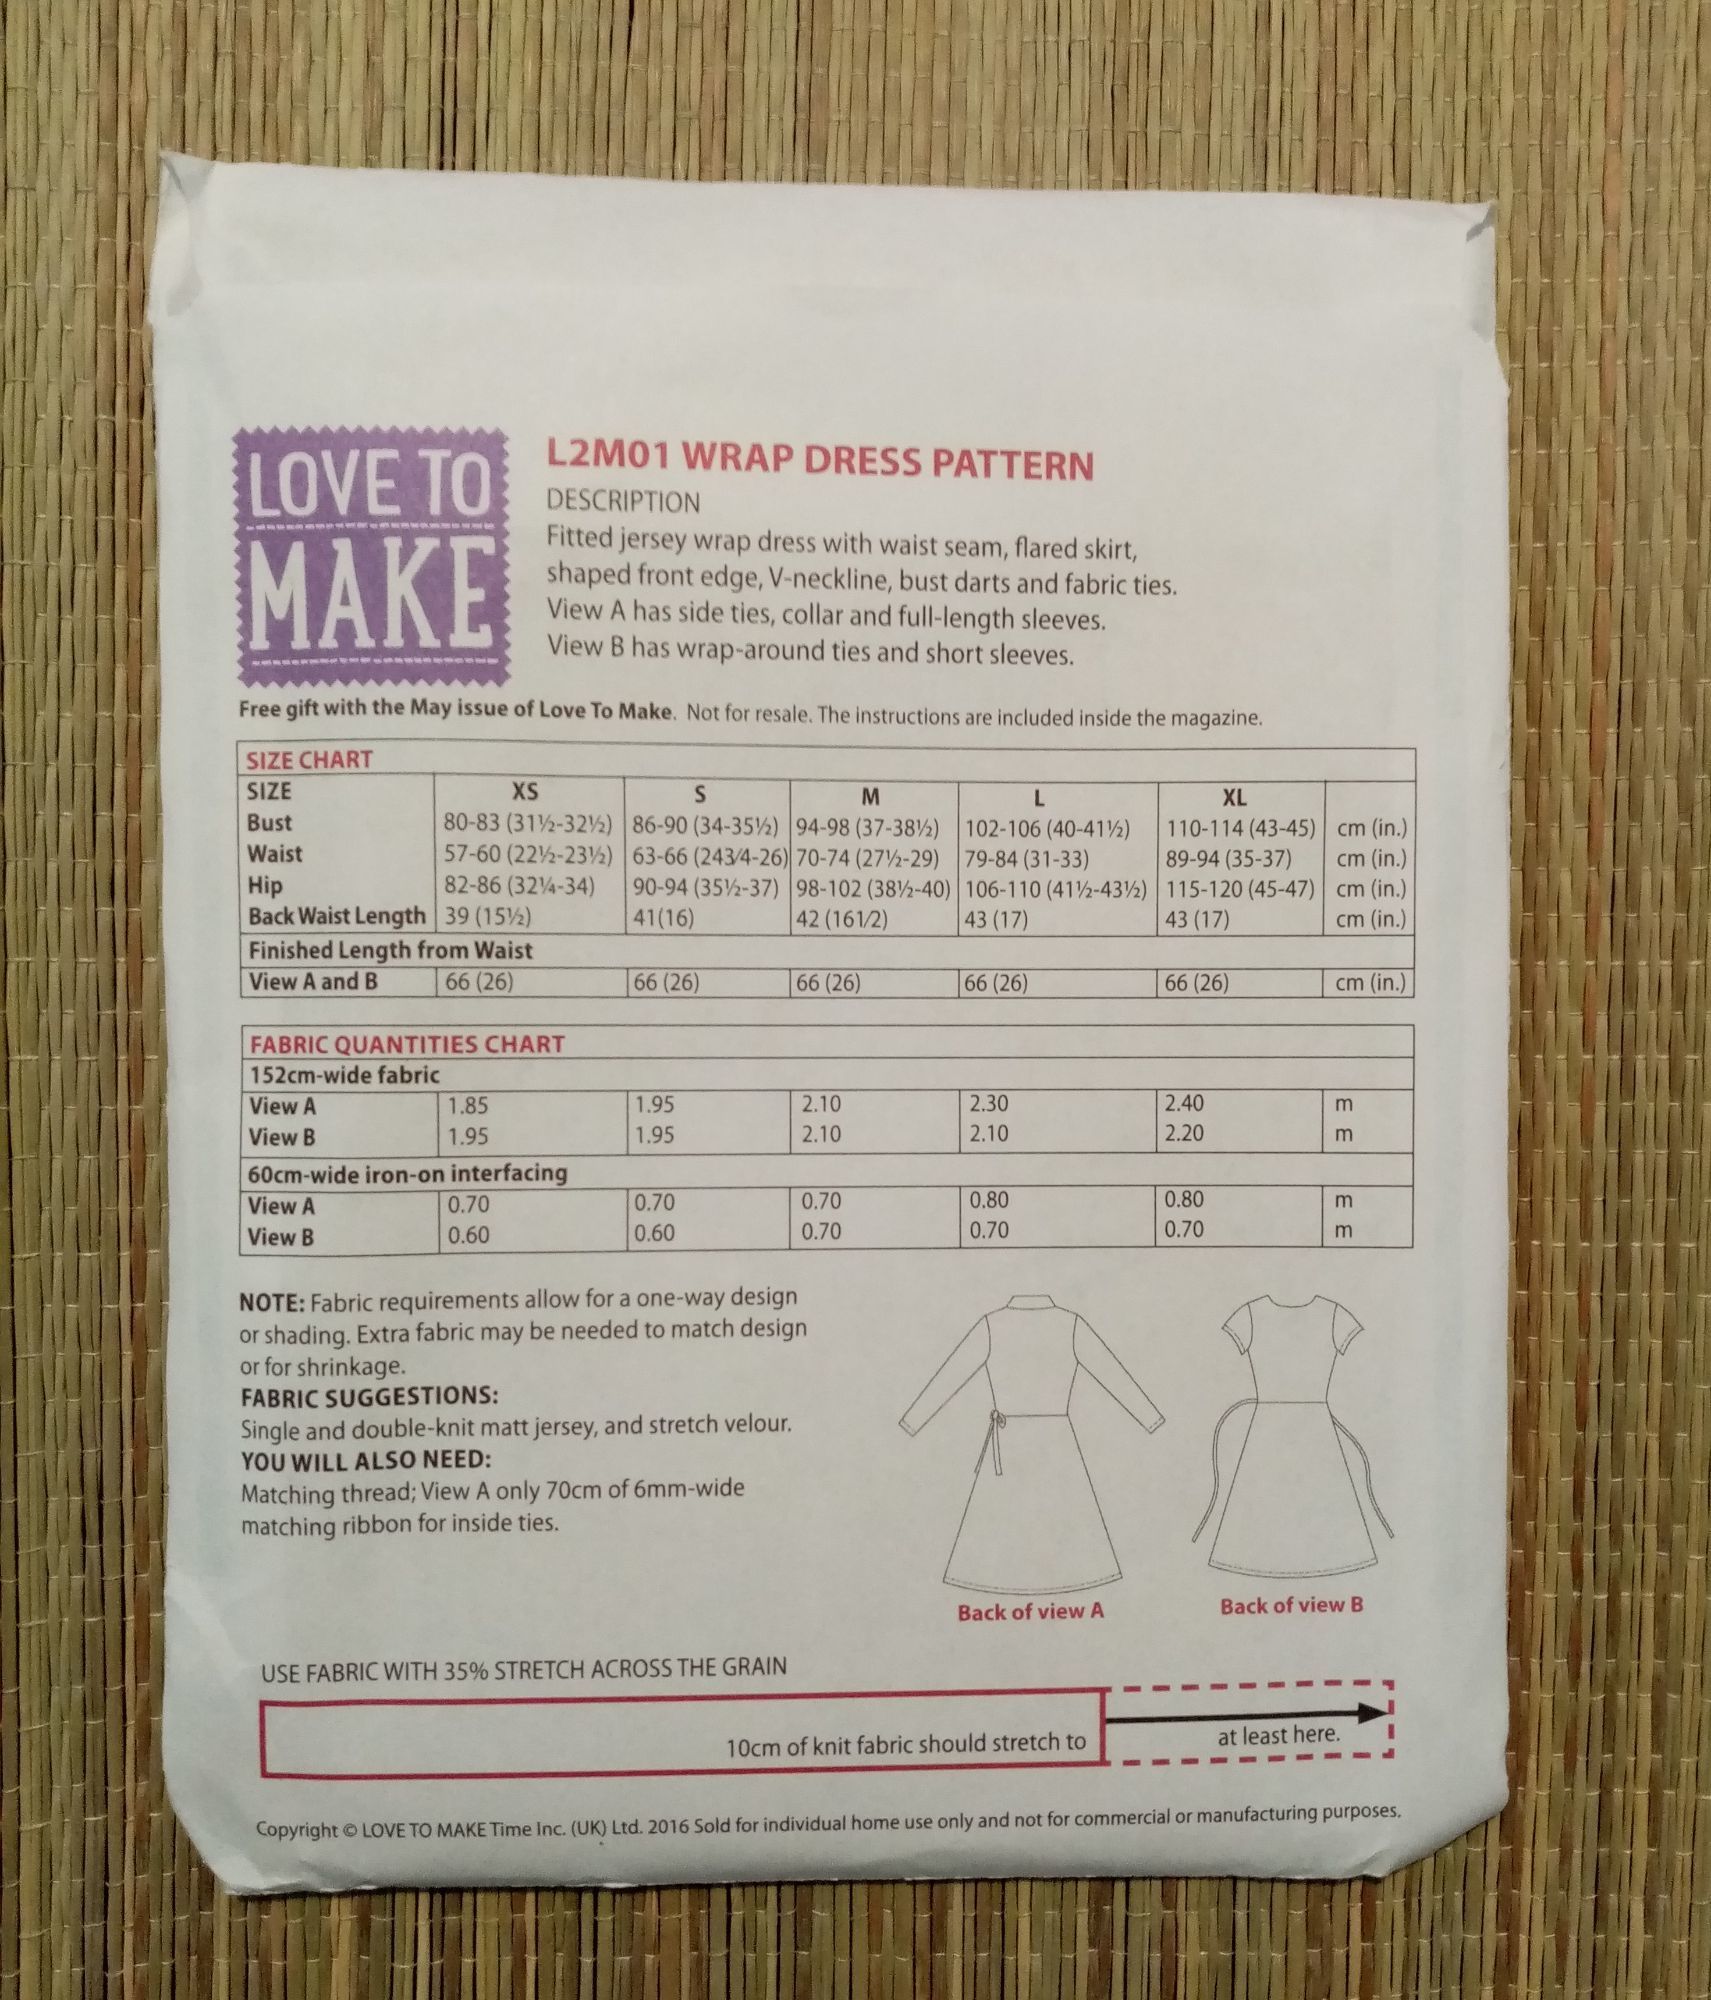 LOVE TO
MAKE
L2M01 WRAP DRESS PATTERN
DESCRIPTION
Fitted jersey wrap dress with waist seam, flared skirt,
shaped front edge, V-neckline, bust darts and fabric ties.
View A has side ties, collar and full-length sleeves.
View B has wrap-around ties and short sleeves.
Free gift with the May issue of Love To Make. Not for resale. The instructions are included inside the magazine.
SIZE CHART
SIZE XS S M L XL
Bust 80-83 (31½-32½) 86-90 (34-35½) 94-98 (37-38½) 102-106 (40-41½) 110-114 (43-45) cm (in.)
Waist 57-60 (22½-23½) 63-66 (243/4-26) 70-74 (27½-29) 79-84 (31-33) 89-94 (35-37) cm (in.)
Hip 82-86 (32¼-34) 90-94 (35½-37) 98-102 (38½-40) 106-110 (41½-43½) 115-120 (45-47) cm (in.)
Back Waist Length 39 (15½) 41(16) 42 (161/2) 43 (17) 43 (17) cm (in.)
Finished Length from Waist
View A and B 66 (26) 66 (26) 66 (26) 66 (26) 66 (26) cm (in.)
FABRIC QUANTITIES CHART
152cm-wide fabric
View A 1.85 1.95 2.10 2.30 2.40 m
View B 1.95 1.95 2.10 2.10 2.20 m
60cm-wide iron-on interfacing
View A 0.70 0.70 0.70 0.80 0.80 m
View B 0.60 0.60 0.70 0.70 0.70 m
NOTE: Fabric requirements allow for a one-way design
or shading. Extra fabric may be needed to match design
or for shrinkage.
FABRIC SUGGESTIONS:
Single and double-knit matt jersey, and stretch velour.
YOU WILL ALSO NEED:
Matching thread; View A only 70cm of 6mm-wide
matching ribbon for inside ties.
Back of view A
Back of view B
USE FABRIC WITH 35% STRETCH ACROSS THE GRAIN
10cm of knit fabric should stretch to at least here.
Copyright © LOVE TO MAKE Time Inc. (UK) Ltd. 2016 Sold for individual home use only and not for commercial or manufacturing purposes.